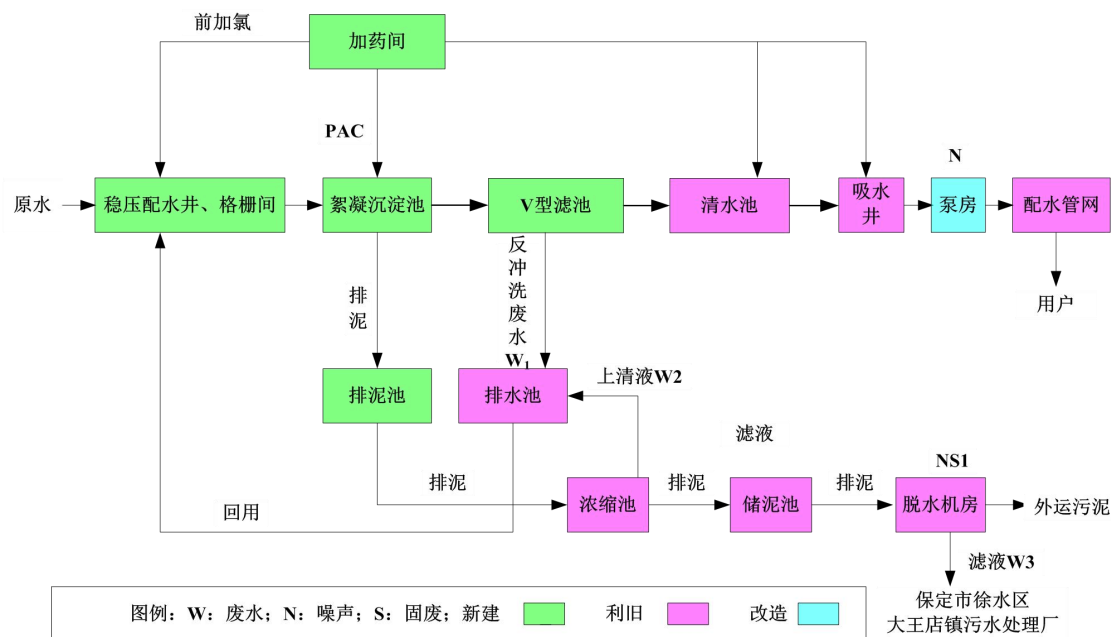 前加氯
加药间
PAC
N
原水
稳压配水井、格栅间
絮凝沉淀池
V型滤池
清水池
吸水
井
泵房
配水管网
排
泥
反
冲
洗
废
水
W1
用户
排泥池
排水池
上清液W2
滤液
NS1
排泥
浓缩池
排泥
储泥池
排泥
脱水机房
外运污泥
回用
滤液W3
保定市徐水区
大王店镇污水处理厂
图例：W：废水；N：噪声；S：固废；新建
利旧
改造